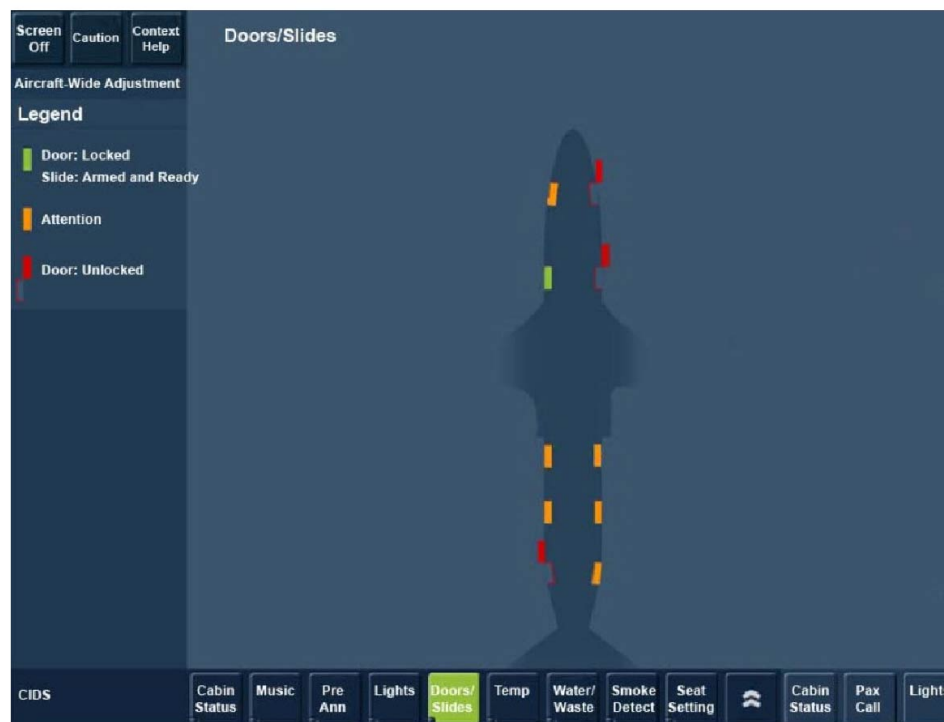 Screen
Off
Caution
Context
Help
Doors/Slides
Aircraft-Wide Adjustment
Legend
Door: Locked
Slide: Armed and Ready
Attention
Door: Unlocked
CIDS
Cabin
Status
Music
Pre
Ann
Lights
Doors/
Slides
Temp
Water/
Waste
Smoke
Detect
Seat
Setting
Cabin
Status
Pax
Call
Lights